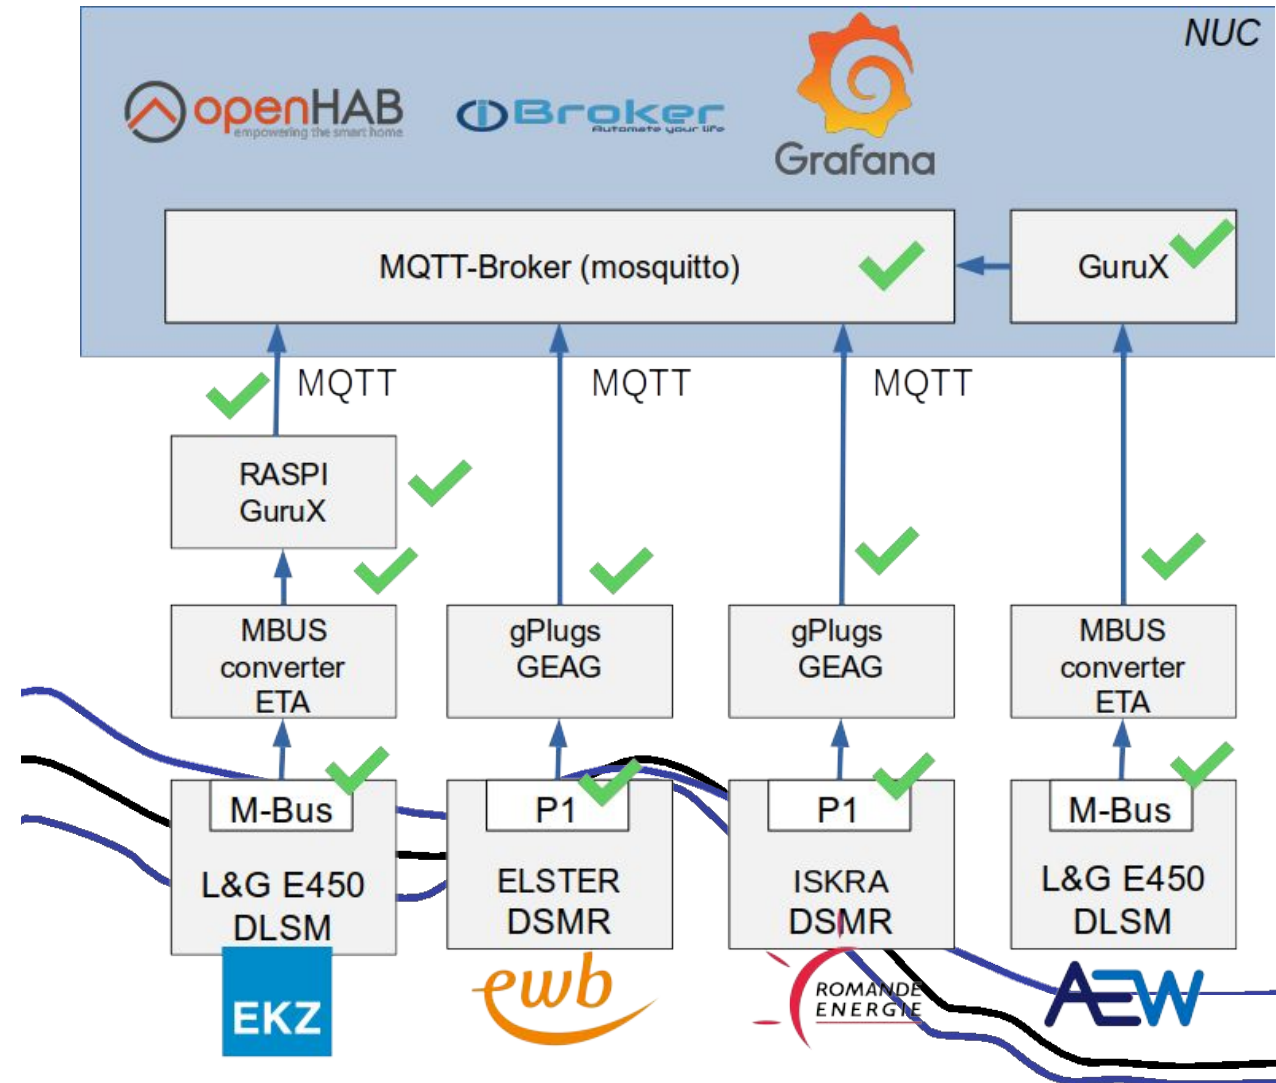 NUC
openHAB
empowering the smart home
iBroker
Automate your life
Grafana
MQTT-Broker (mosquitto)
GuruX
MQTT
MQTT
MQTT
RASPI
GuruX
MBUS
converter
ETA
gPlugs
GEAG
gPlugs
GEAG
MBUS
converter
ETA
M-Bus
L&G E450
DLSM
P1
ELSTER
DSMR
P1
ISKRA
DSMR
M-Bus
L&G E450
DLSM
EKZ
ewb
ROMANDE
ENERGIE
AEW